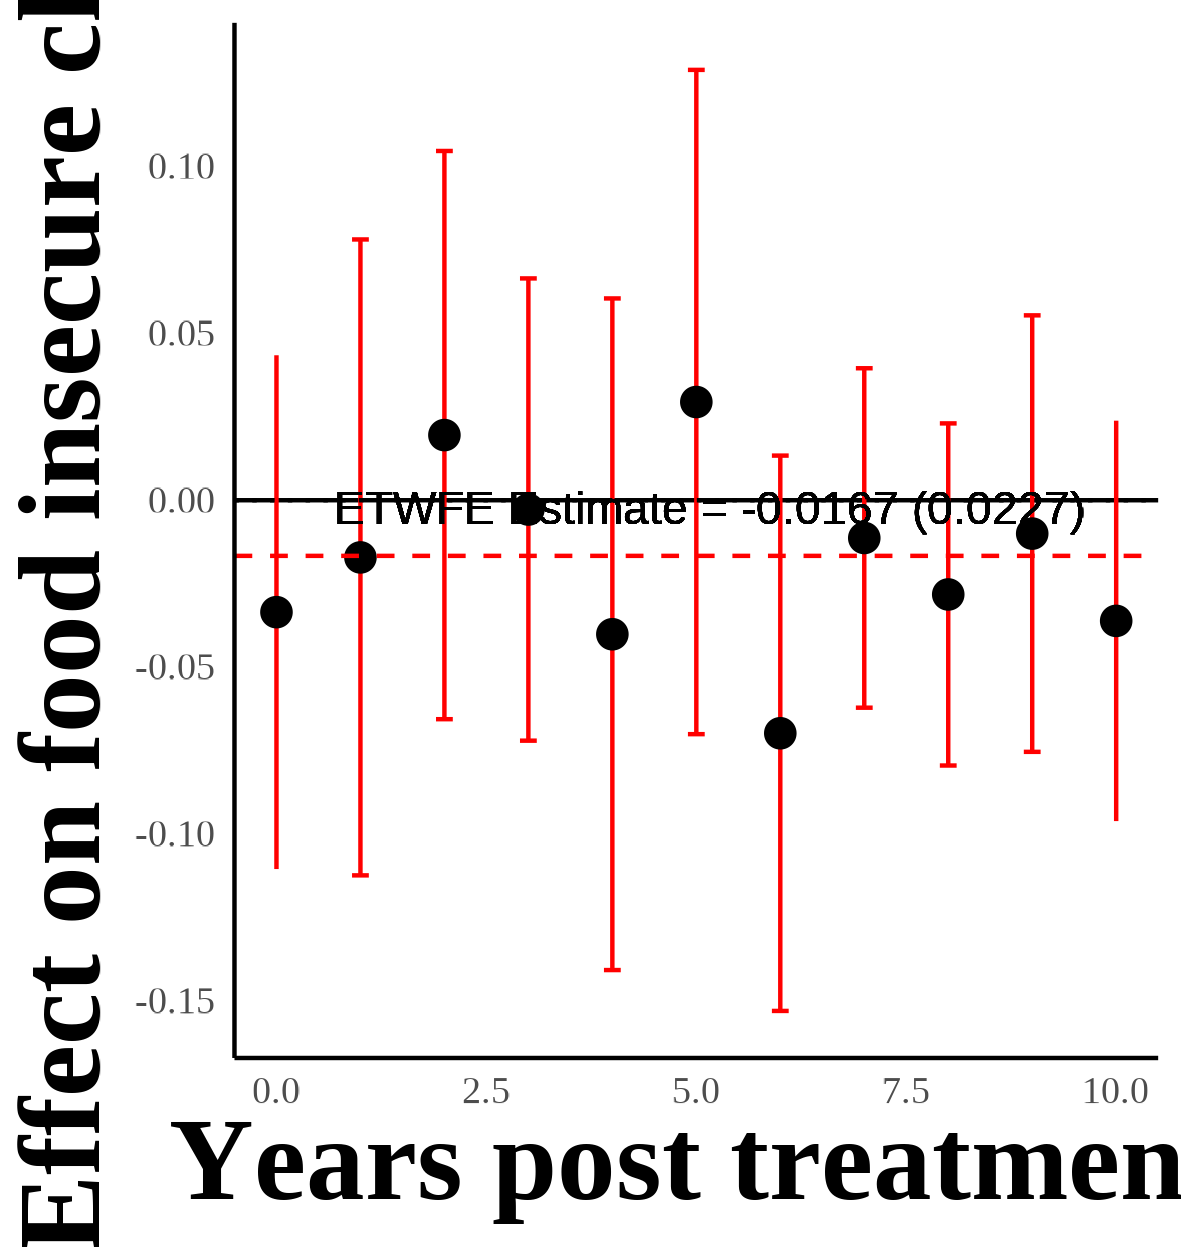 Effect on food insecure
0.10
0.05
0.00
-0.05
-0.10
-0.15
ETWFE Estimate = -0.0167 (0.0227)
0.0 2.5 5.0 7.5 10.0
Years post treatmen